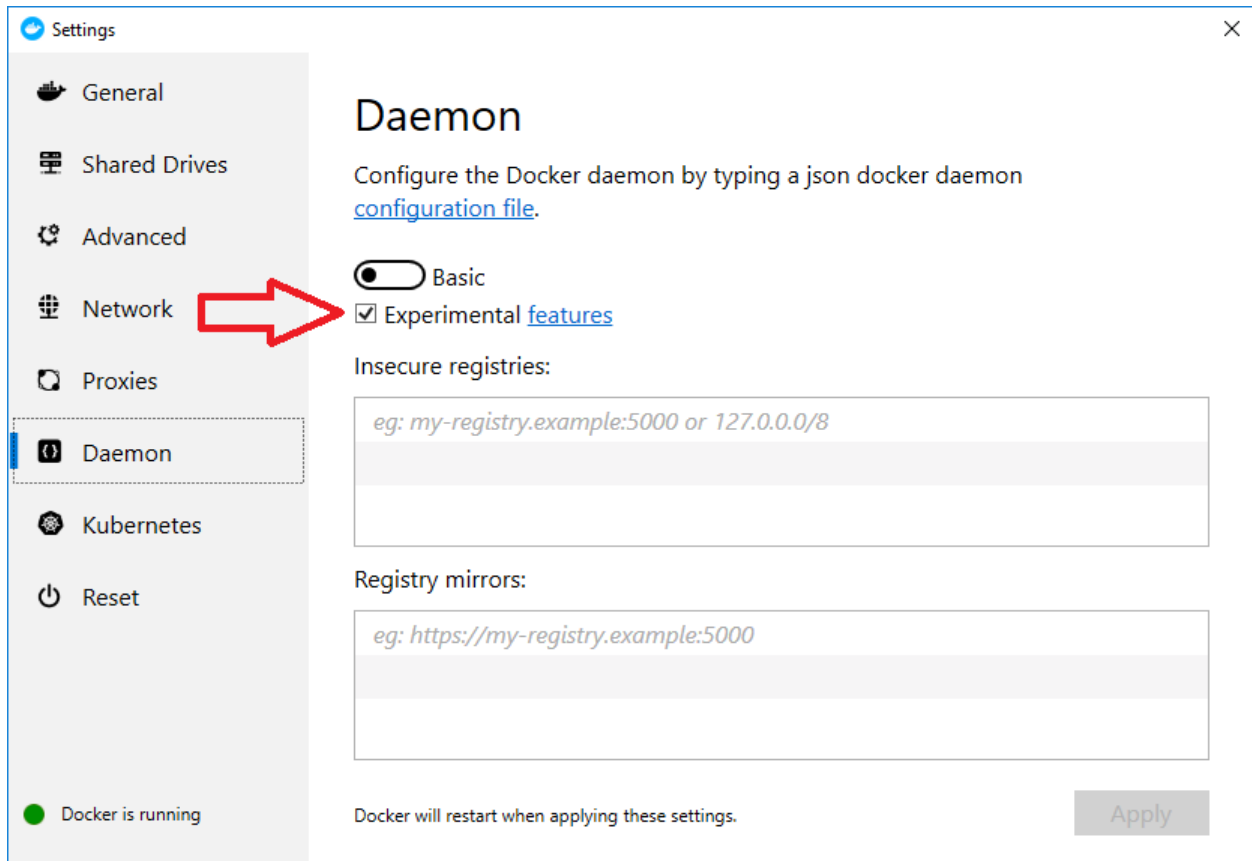 Settings
General
Shared Drives
Advanced
Network
Proxies
Daemon
Kubernetes
Reset
Docker is running
Daemon
Configure the Docker daemon by typing a json docker daemon
configuration file.
Basic
Experimental features
Insecure registries:
eg: my-registry.example:5000 or 127.0.0.0/8
Registry mirrors:
eg: https://my-registry.example:5000
Docker will restart when applying these settings.
Apply